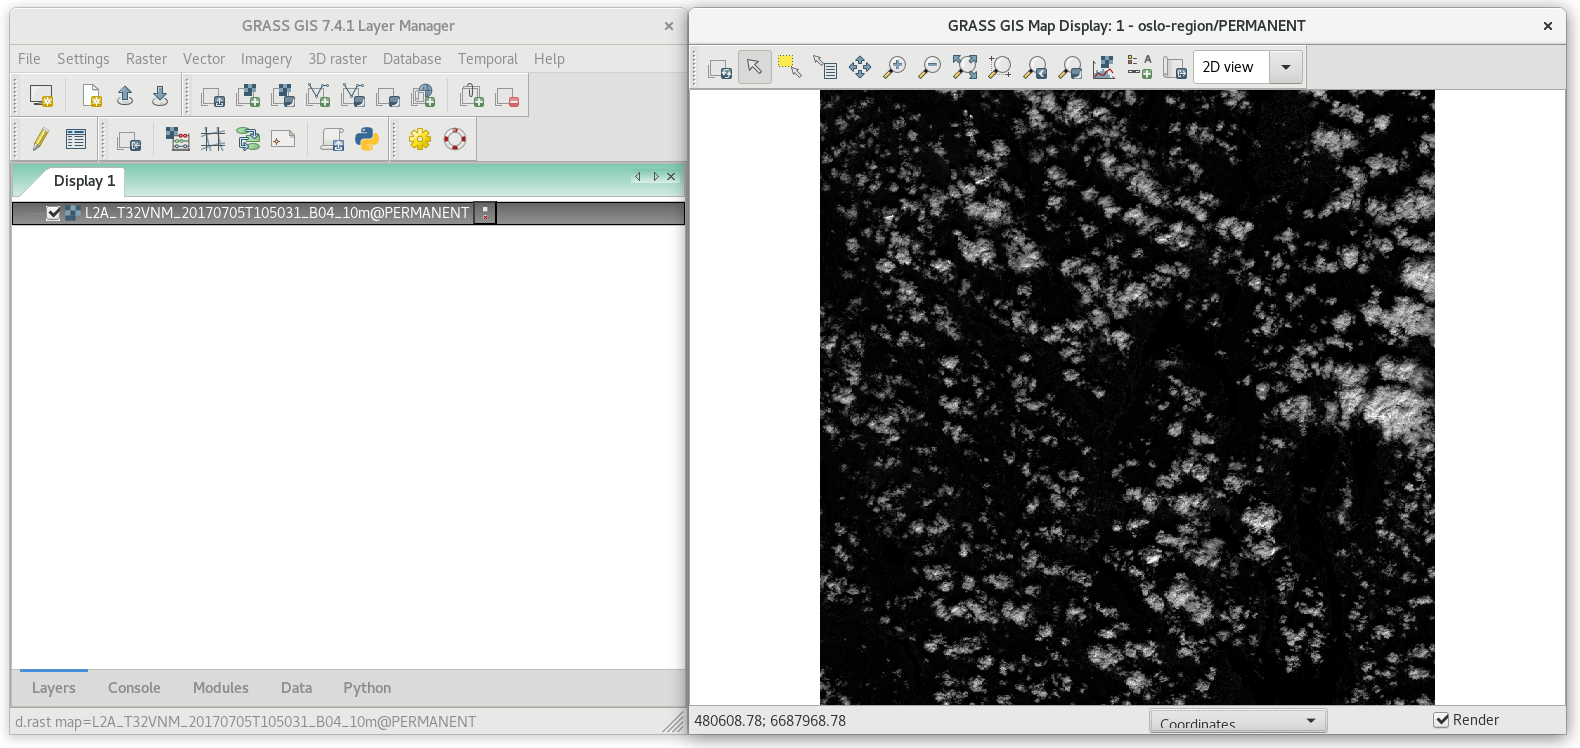 GRASS GIS 7.4.1 Layer Manager
File Settings Raster Vector Imagery 3D raster Database Temporal Help
Display 1
L2A_T32VNM_20170705T105031_B04_10m@PERMANENT
Layers Console Modules Data Python
d.rast map=L2A_T32VNM_20170705T105031_B04_10m@PERMANENT
GRASS GIS Map Display: 1 - oslo-region/PERMANENT
2D view
480608.78; 6687968.78
Coordinates
Render